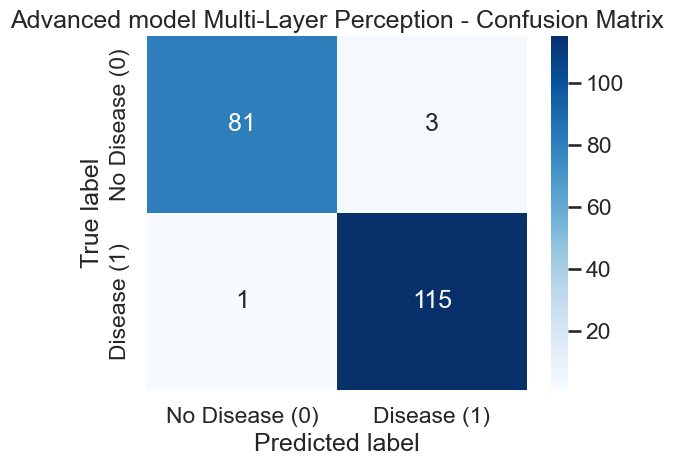 Advanced model Multi-Layer Perception - Confusion Matrix
True label
No Disease (0)
Disease (1)
81
3
1
115
No Disease (0)
Disease (1)
Predicted label
100
80
60
40
20